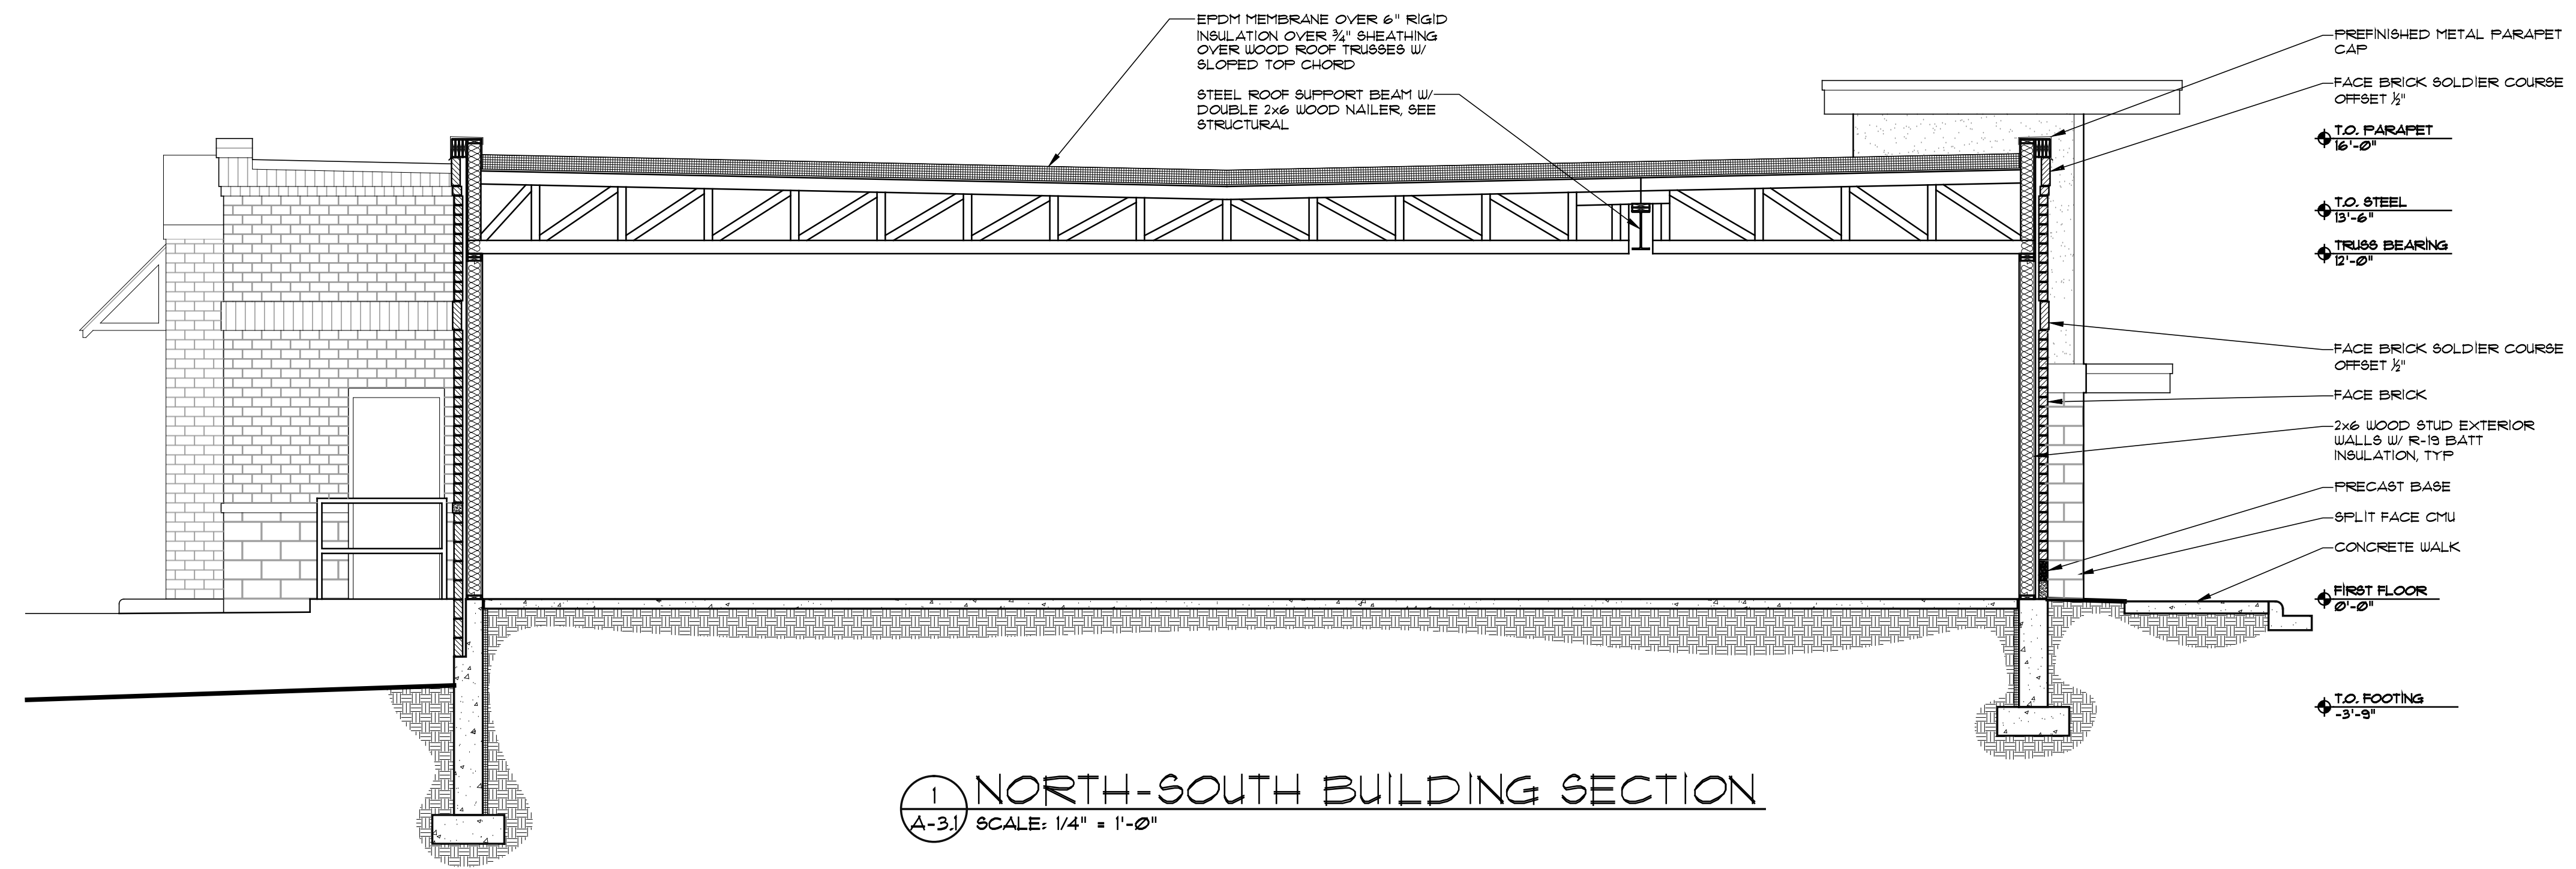 EPDM MEMBRANE OVER 6" RIGID
INSULATION OVER ¾" SHEATHING
OVER WOOD ROOF TRUSSES W/
SLOPED TOP CHORD
STEEL ROOF SUPPORT BEAM W/
DOUBLE 2x6 WOOD NAILER, SEE
STRUCTURAL
PREFINISHED METAL PARAPET
CAP
FACE BRICK SOLDIER COURSE
OFFSET ½"
T.O. PARAPET
16'-0"
T.O. STEEL
13'-6"
TRUSS BEARING
12'-0"
FACE BRICK SOLDIER COURSE
OFFSET ½"
FACE BRICK
2x6 WOOD STUD EXTERIOR
WALLS W/ R-19 BATT
INSULATION, TYP
PRECAST BASE
SPLIT FACE CMU
CONCRETE WALK
FIRST FLOOR
0'-0"
T.O. FOOTING
-3'-9"
1
A-3.1
NORTH-SOUTH BUILDING SECTION
SCALE: 1/4" = 1'-0"